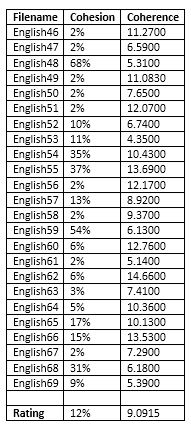 Filename Cohesion Coherence
English46 2% 11.2700
English47 2% 6.5900
English48 68% 5.3100
English49 2% 11.0830
English50 2% 7.6500
English51 2% 12.0700
English52 10% 6.7400
English53 11% 4.3500
English54 35% 10.4300
English55 37% 13.6900
English56 2% 12.1700
English57 13% 8.9200
English58 2% 9.3700
English59 54% 6.1300
English60 6% 12.7600
English61 2% 5.1400
English62 6% 14.6600
English63 3% 7.4100
English64 5% 10.3600
English65 17% 10.1300
English66 15% 13.5300
English67 2% 7.2900
English68 31% 6.1800
English69 9% 5.3900
Rating 12% 9.0915